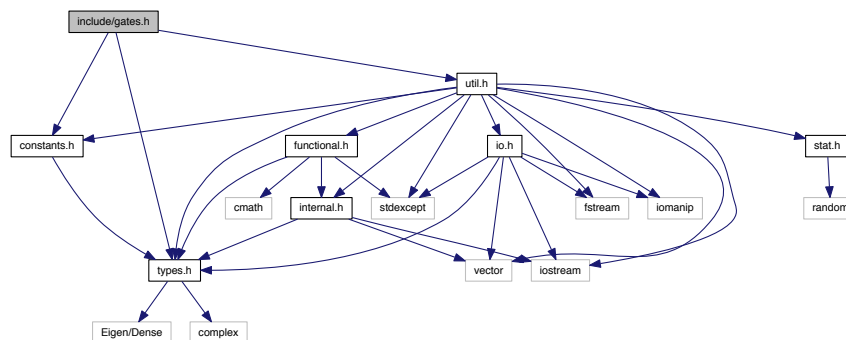 include/gates.h
util.h
constants.h
functional.h
io.h
stat.h
cmath
internal.h
stdexcept
fstream
iomanip
random
types.h
vector
iostream
Eigen/Dense
complex